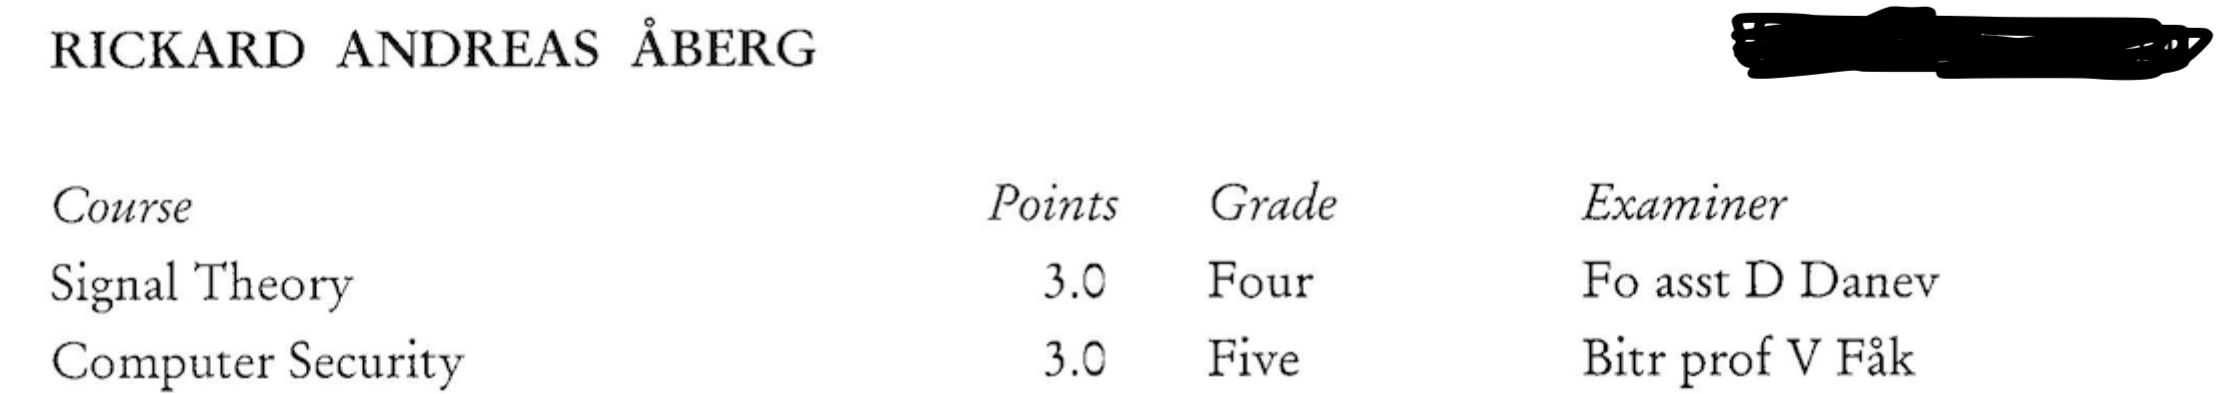 RICKARD ANDREAS ÅBERG
Course Points Grade Examiner
Signal Theory 3.0 Four Fo asst D Danev
Computer Security 3.0 Five Bitr prof V Fåk